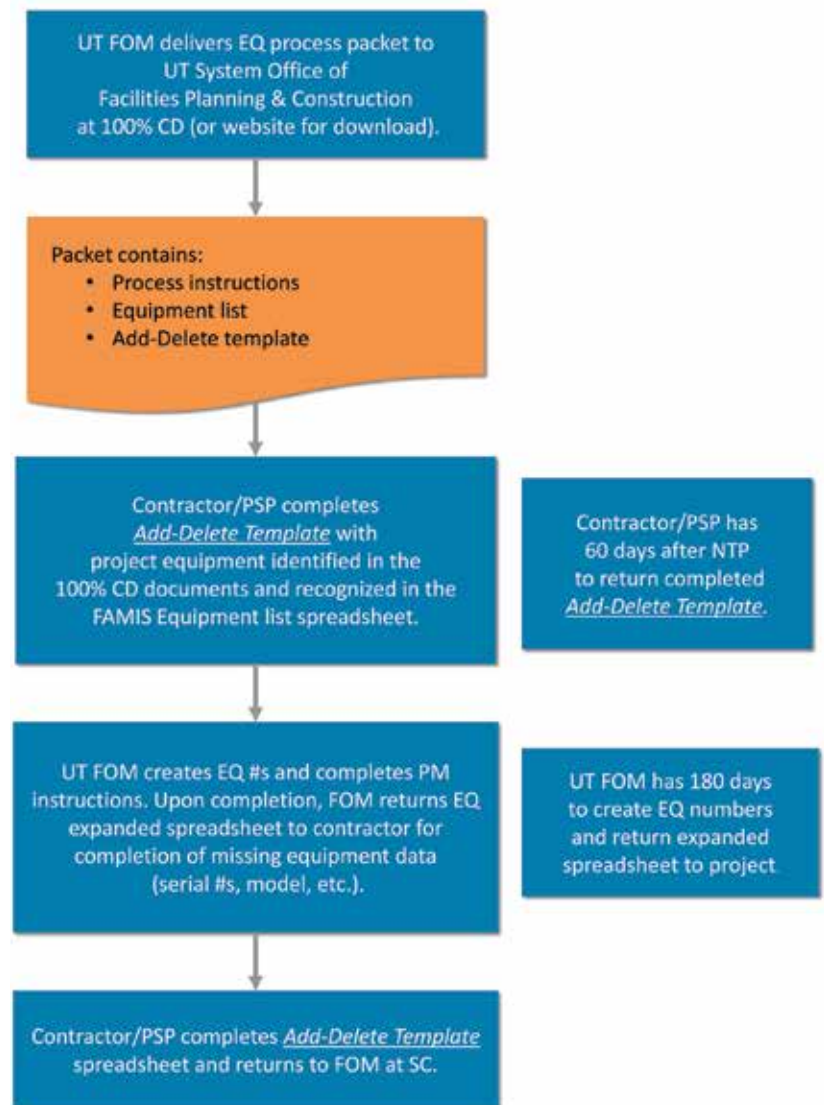 UT FOM delivers EQ process packet to
UT System Office of
Facilities Planning & Construction
at 100% CD (or website for download).
Packet contains:
• Process instructions
• Equipment list
• Add-Delete template
Contractor/PSP completes
Add-Delete Template with
project equipment identified in the
100% CD documents and recognized in the
FAMIS Equipment list spreadsheet.
Contractor/PSP has
60 days after NTP
to return completed
Add-Delete Template.
UT FOM creates EQ #s and completes PM
instructions. Upon completion, FOM returns EQ
expanded spreadsheet to contractor for
completion of missing equipment data
(serial #s, model, etc.).
UT FOM has 180 days
to create EQ numbers
and return expanded
spreadsheet to project
Contractor/PSP completes Add-Delete Template
spreadsheet and returns to FOM at SC.